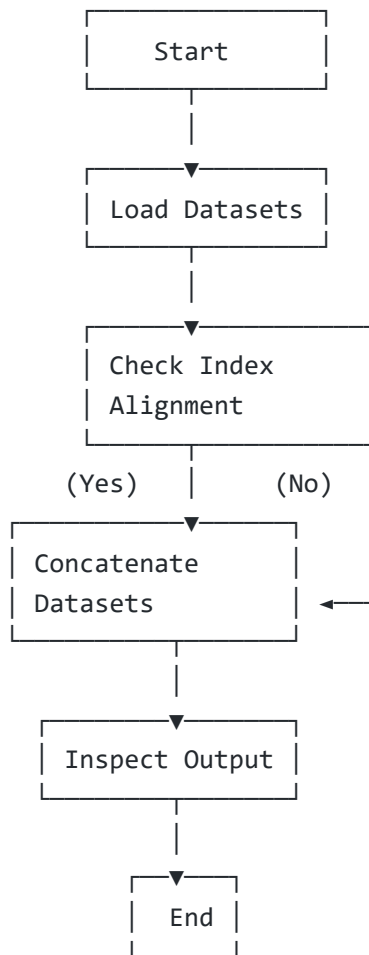 Start
Load Datasets
Check Index
Alignment
(Yes) (No)
Concatenate
Datasets
Inspect Output
End